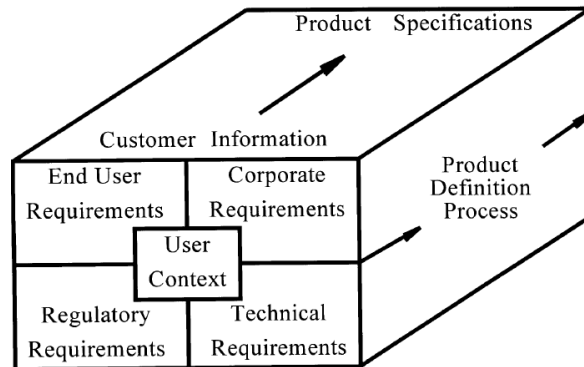 Product Specifications
Customer Information
End User
Requirements
Corporate
Requirements
Product
Definition
Process
User
Context
Regulatory
Requirements
Technical
Requirements